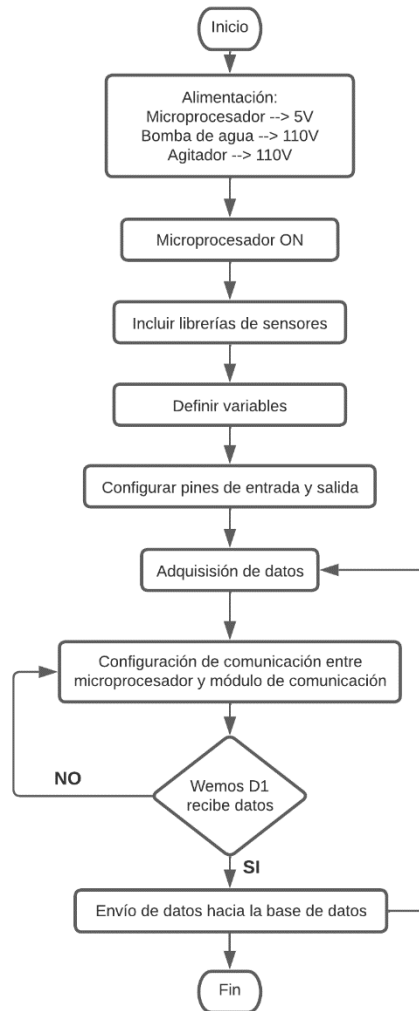 Inicio
Alimentación:
Microprocesador --> 5V
Bomba de agua --> 110V
Agitador --> 110V
Microprocesador ON
Incluir librerías de sensores
Definir variables
Configurar pines de entrada y salida
Adquisisión de datos
Configuración de comunicación entre
microprocesador y módulo de comunicación
NO
Wemos D1
recibe datos
SI
Envío de datos hacia la base de datos
Fin